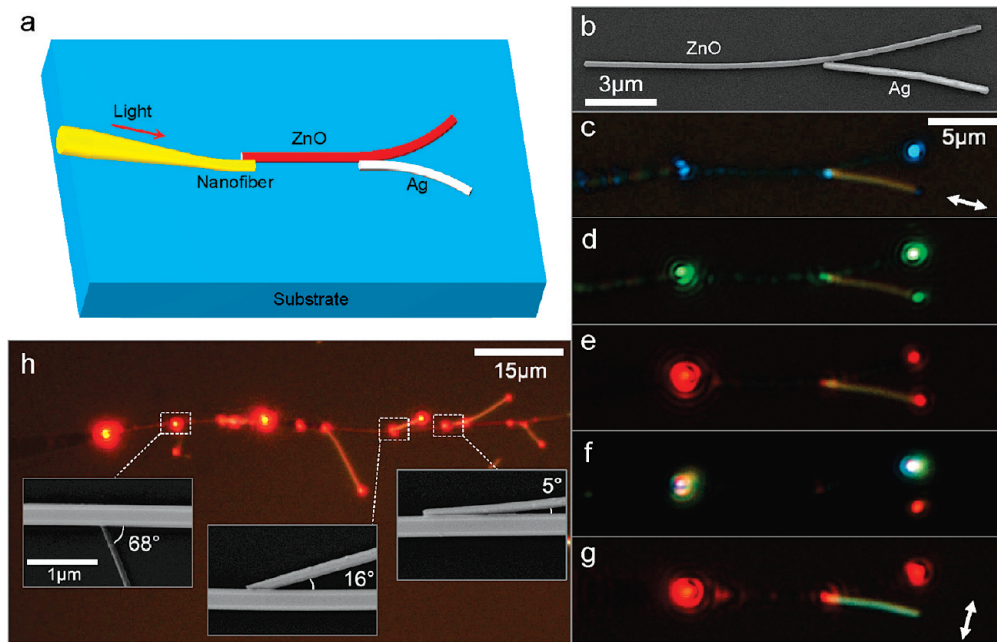 a
Light
ZnO
Nanofiber
Ag
Substrate
b
ZnO
Ag
3μm
c
5μm
d
e
f
g
h
15μm
68°
1μm
16°
5°